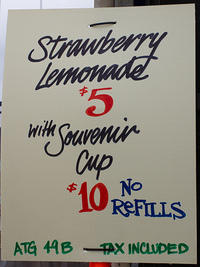 Strawberry
Lemonade
$5
with Souvenir
Cup
$10 No
ReFILLS
ATG 49B TAX INCLUDED